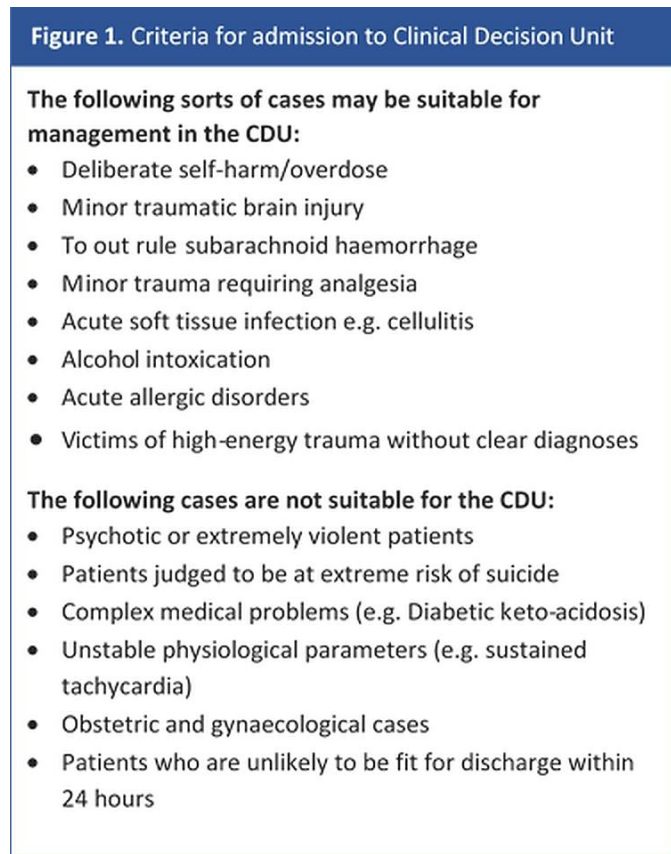 Figure 1. Criteria for admission to Clinical Decision Unit
The following sorts of cases may be suitable for
management in the CDU:
• Deliberate self-harm/overdose
• Minor traumatic brain injury
• To out rule subarachnoid haemorrhage
• Minor trauma requiring analgesia
• Acute soft tissue infection e.g. cellulitis
• Alcohol intoxication
• Acute allergic disorders
• Victims of high-energy trauma without clear diagnoses
The following cases are not suitable for the CDU:
• Psychotic or extremely violent patients
• Patients judged to be at extreme risk of suicide
• Complex medical problems (e.g. Diabetic keto-acidosis)
• Unstable physiological parameters (e.g. sustained
tachycardia)
• Obstetric and gynaecological cases
• Patients who are unlikely to be fit for discharge within
24 hours